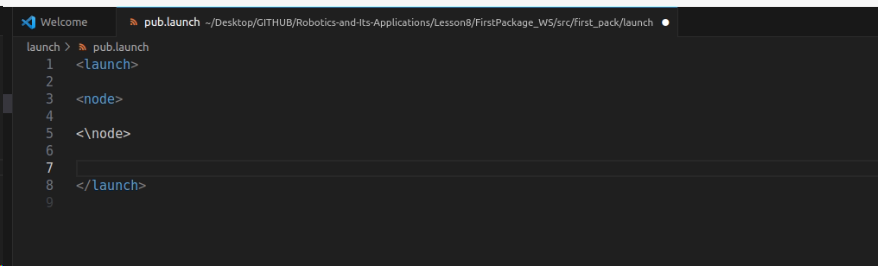 Welcome
pub.launch ~/Desktop/GITHUB/Robotics-and-Its-Applications/Lesson8/FirstPackage_WS/src/first_pack/launch
launch > pub.launch
1 <launch>
2
3 <node>
4
5 <\node>
6
7
8 </launch>
9